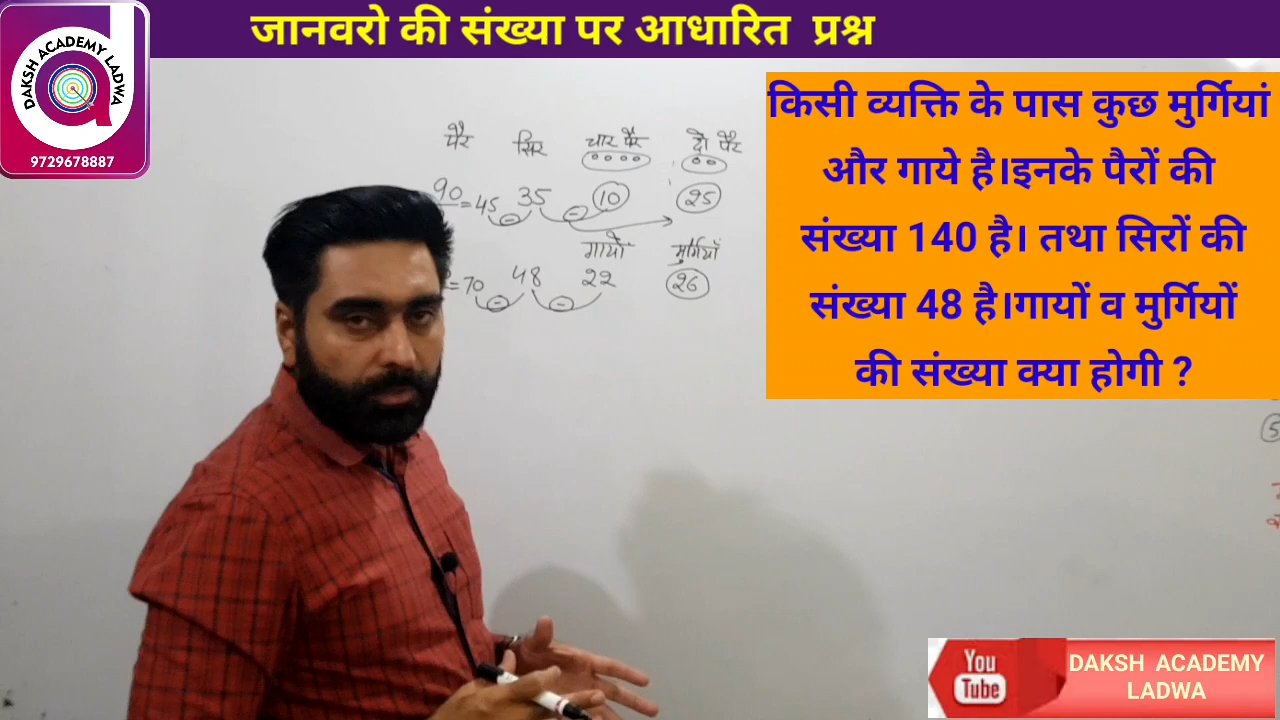 जानवरो की संख्या पर आधारित प्रश्न
DAKSH ACADEMY LADWA
9729678887
किसी व्यक्ति के पास कुछ मुर्गियां
और गाये है।इनके पैरों की
संख्या 140 है। तथा सिरों की
संख्या 48 है।गायों व मुर्गियों
की संख्या क्या होगी ?
पैर सिर चार पैर दो पैर
90 = 45 35 10 25
गायों मुर्गियाँ
= 70 48 22 26
You
Tube
DAKSH ACADEMY
LADWA